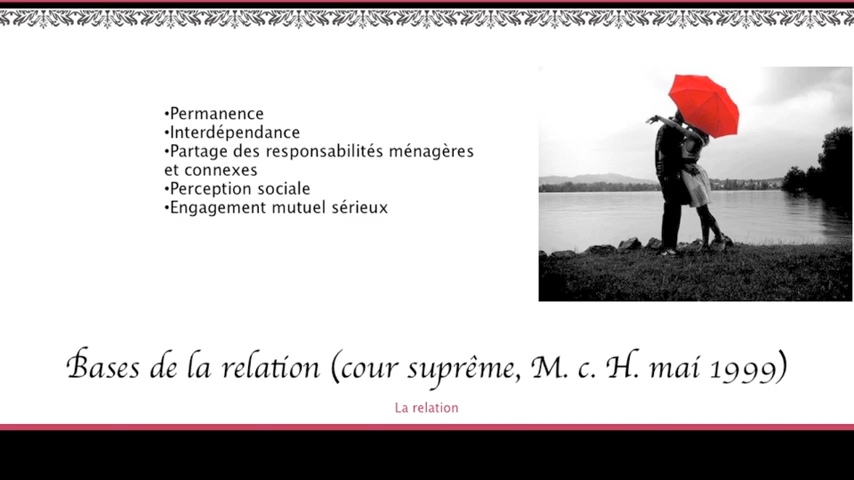 •Permanence
•Interdépendance
•Partage des responsabilités ménagères
et connexes
•Perception sociale
•Engagement mutuel sérieux
Bases de la relation (cour suprême, M. c. H. mai 1999)
La relation